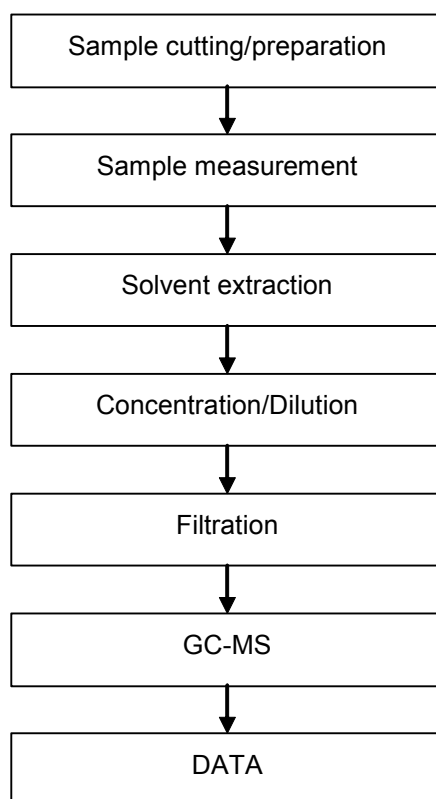 Sample cutting/preparation
Sample measurement
Solvent extraction
Concentration/Dilution
Filtration
GC-MS
DATA